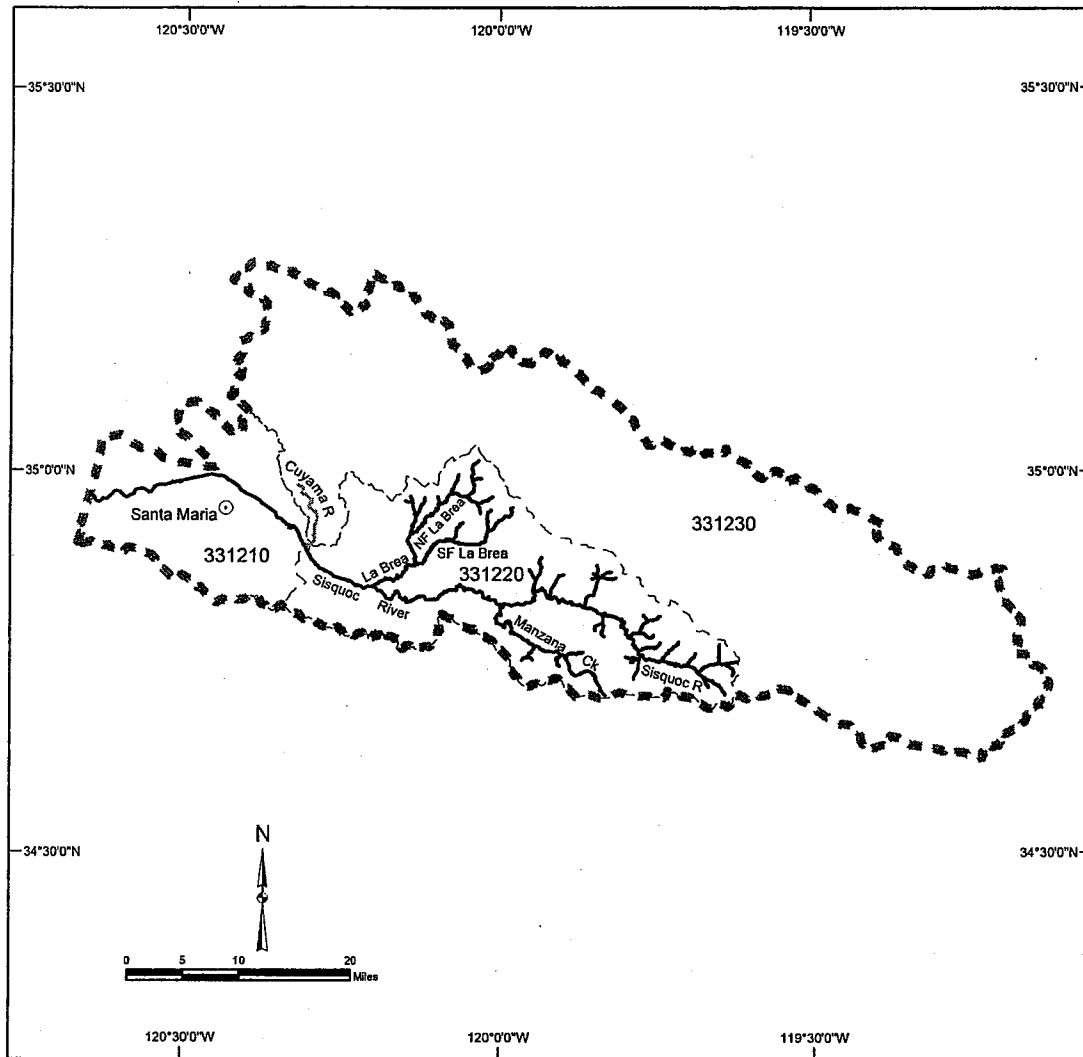 120°30'0"W
120°0'0"W
119°30'0"W
35°30'0"N
35°30'0"N
35°0'0"N
35°0'0"N
Cuyama R
Santa Maria
NF La Brea
331230
331210
La Brea
SF La Brea
331220
Sisquoc
River
Manzana
Ck
Sisquoc R
34°30'0"N
34°30'0"N
N
0 5 10 20
Miles
120°30'0"W
120°0'0"W
119°30'0"W